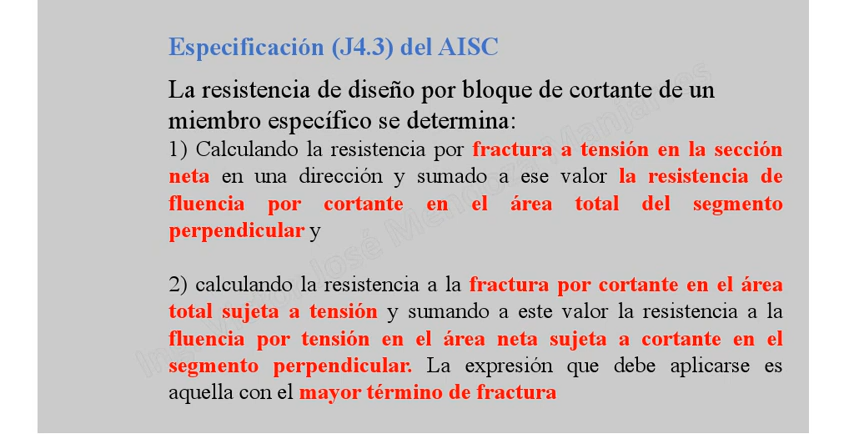 Especificación (J4.3) del AISC
La resistencia de diseño por bloque de cortante de un
miembro específico se determina:
1) Calculando la resistencia por fractura a tensión en la sección
neta en una dirección y sumado a ese valor la resistencia de
fluencia por cortante en el área total del segmento
perpendicular y
2) calculando la resistencia a la fractura por cortante en el área
total sujeta a tensión y sumando a este valor la resistencia a la
fluencia por tensión en el área neta sujeta a cortante en el
segmento perpendicular. La expresión que debe aplicarse es
aquella con el mayor término de fractura